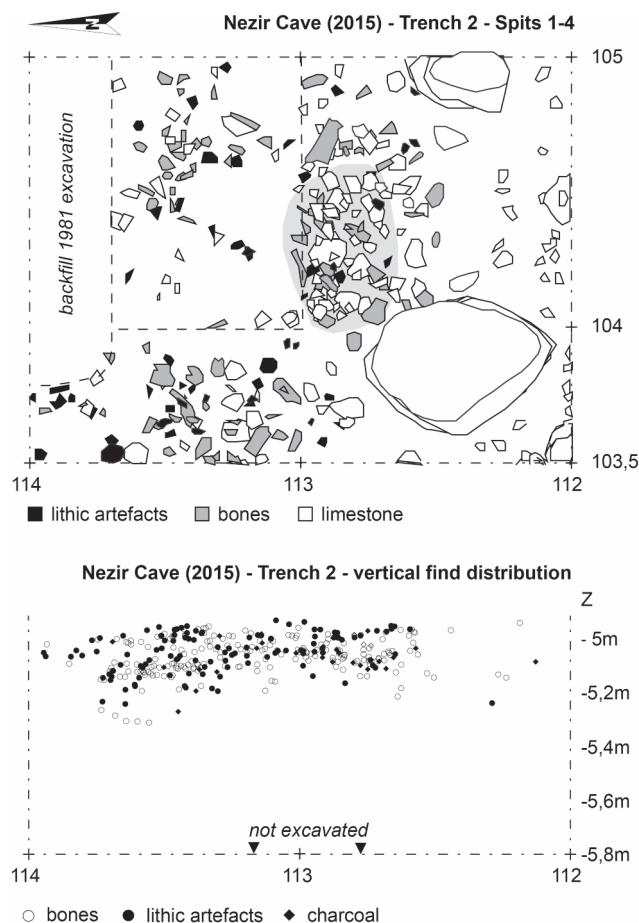 N
Nezir Cave (2015) - Trench 2 - Spits 1-4
105
backfill 1981 excavation
104
103,5
114 113 112
lithic artefacts bones limestone
Nezir Cave (2015) - Trench 2 - vertical find distribution
Z
- 5m
-5,2m
-5,4m
-5,6m
not excavated
-5,8m
114 113 112
bones lithic artefacts charcoal